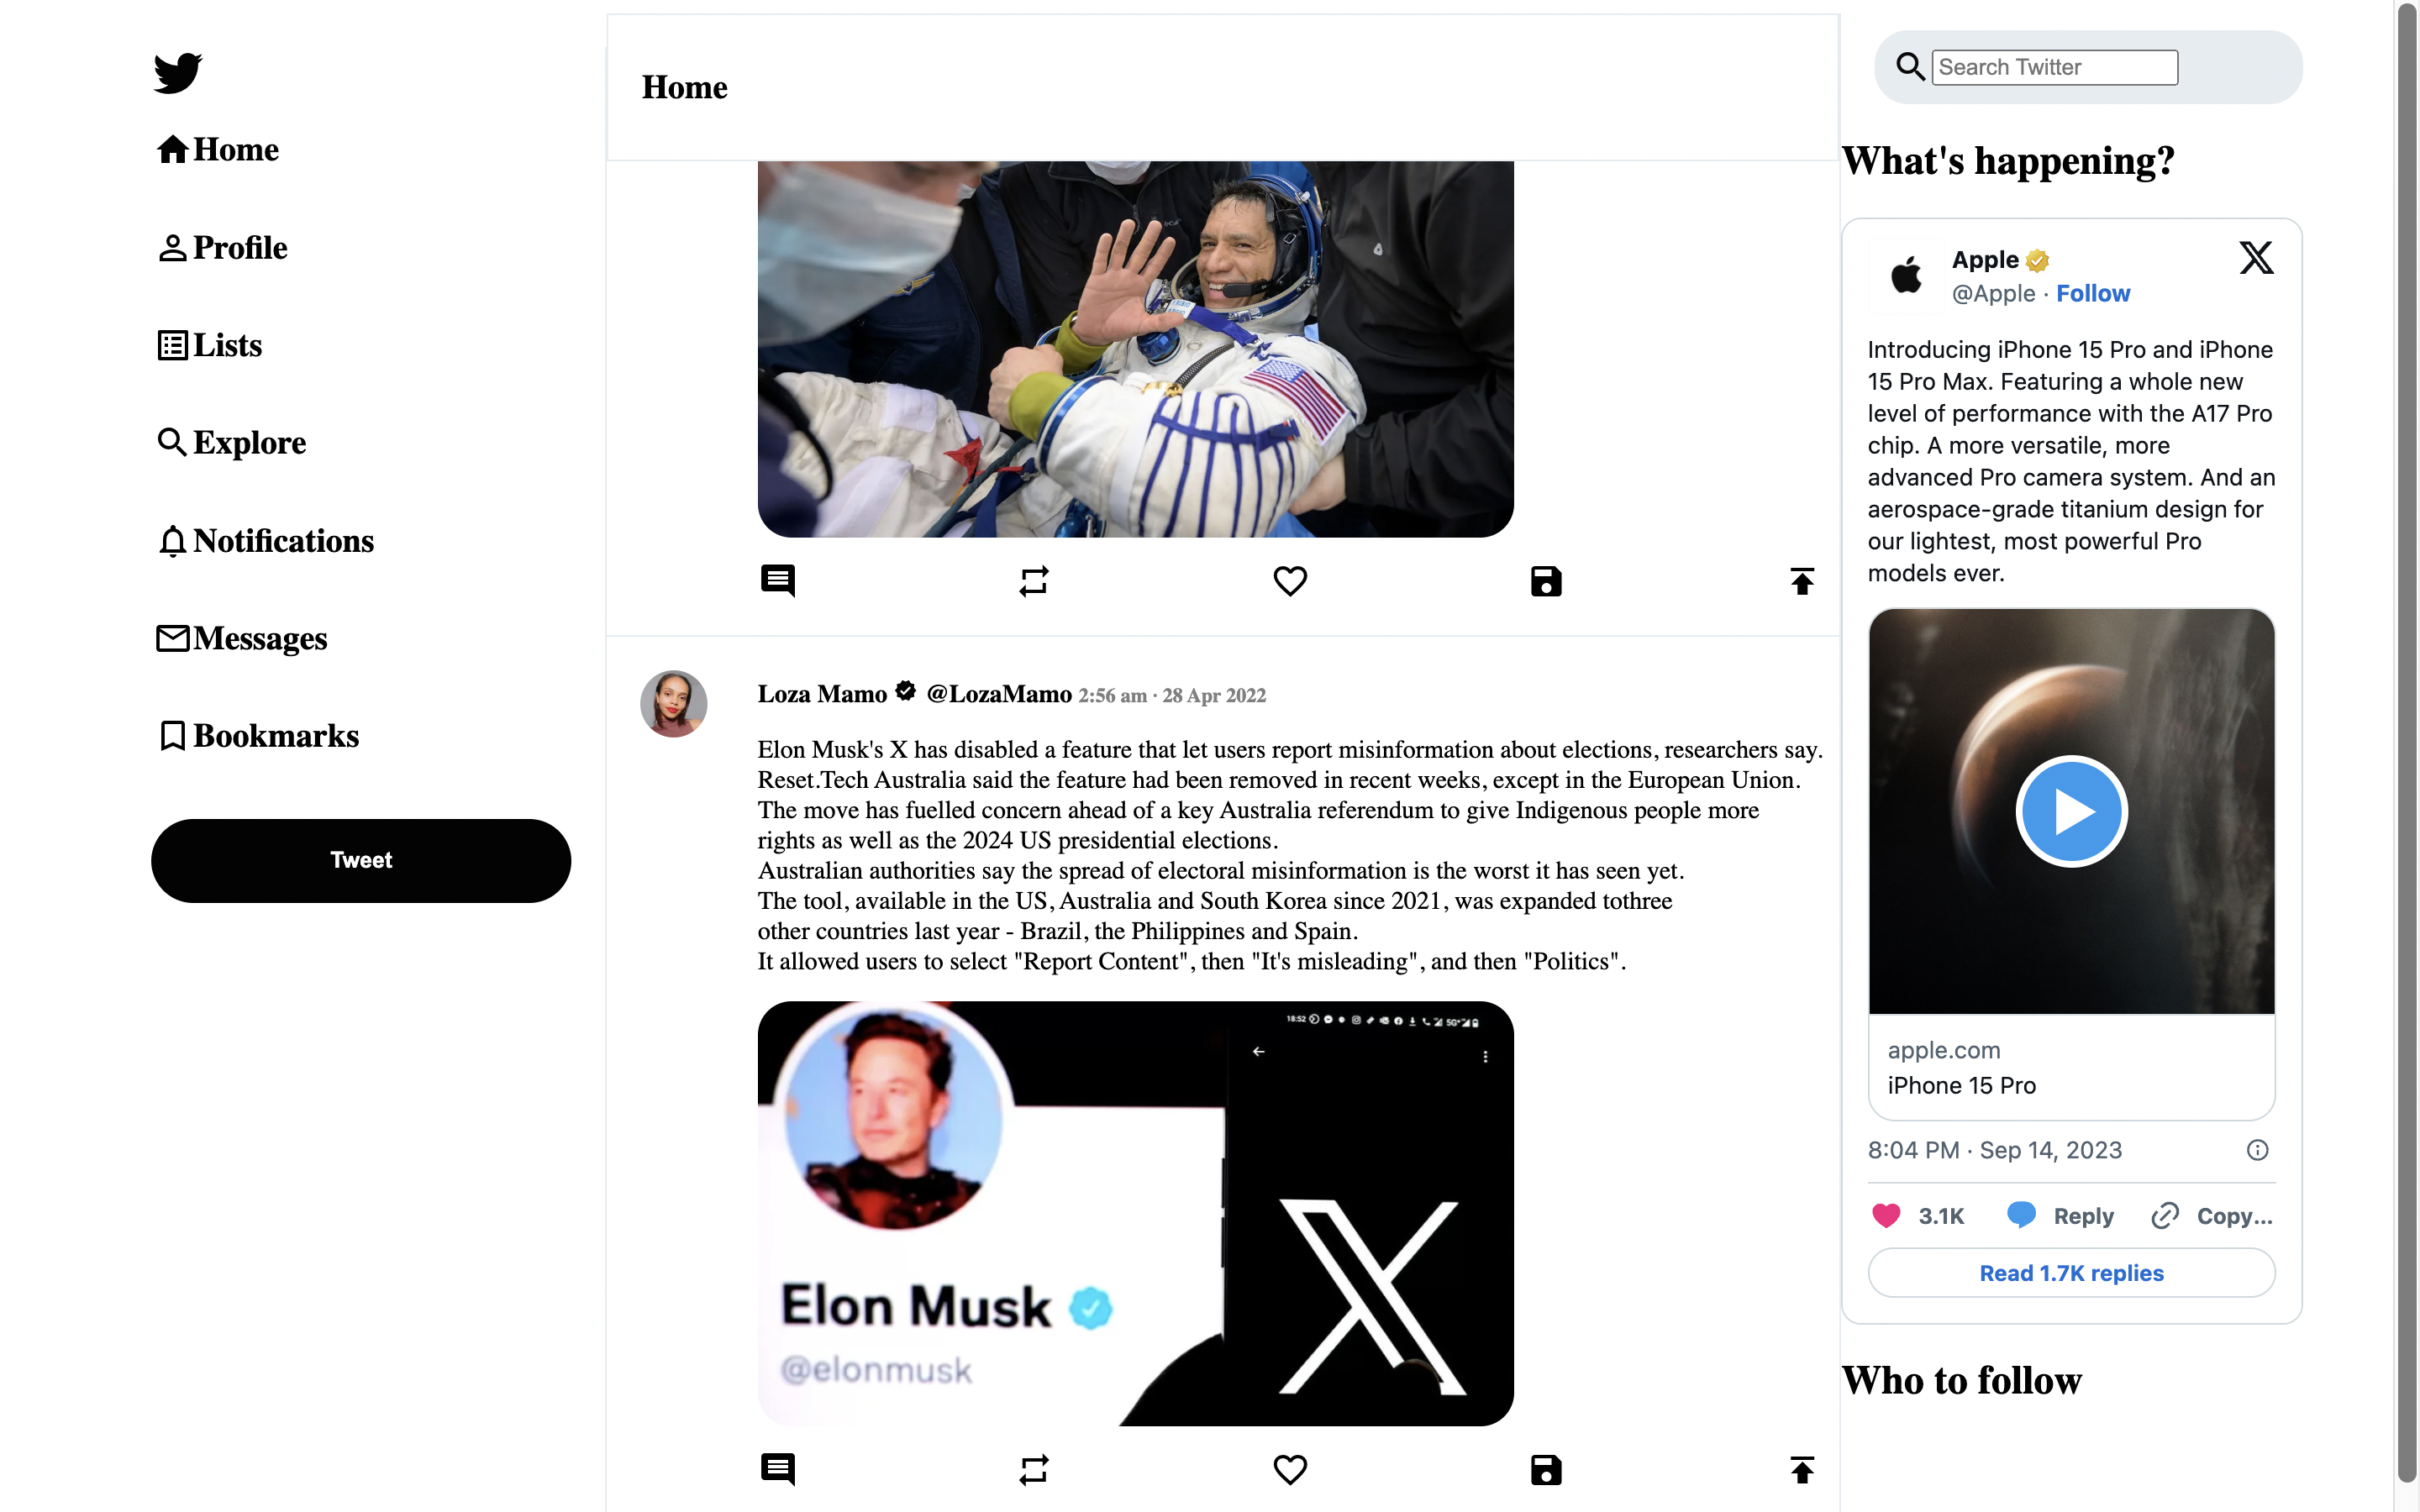 Home
Profile
Lists
Explore
Notifications
Messages
Bookmarks
Tweet
Home
Loza Mamo @LozaMamo 2:56 am · 28 Apr 2022
Elon Musk's X has disabled a feature that let users report misinformation about elections, researchers say.
Reset.Tech Australia said the feature had been removed in recent weeks, except in the European Union.
The move has fuelled concern ahead of a key Australia referendum to give Indigenous people more
rights as well as the 2024 US presidential elections.
Australian authorities say the spread of electoral misinformation is the worst it has seen yet.
The tool, available in the US, Australia and South Korea since 2021, was expanded tothree
other countries last year - Brazil, the Philippines and Spain.
It allowed users to select "Report Content", then "It's misleading", and then "Politics".
18:52
5G+
Elon Musk
@elonmusk
X
Search Twitter
What's happening?
Apple
@Apple · Follow
Introducing iPhone 15 Pro and iPhone
15 Pro Max. Featuring a whole new
level of performance with the A17 Pro
chip. A more versatile, more
advanced Pro camera system. And an
aerospace-grade titanium design for
our lightest, most powerful Pro
models ever.
apple.com
iPhone 15 Pro
8:04 PM · Sep 14, 2023
3.1K Reply Copy...
Read 1.7K replies
Who to follow